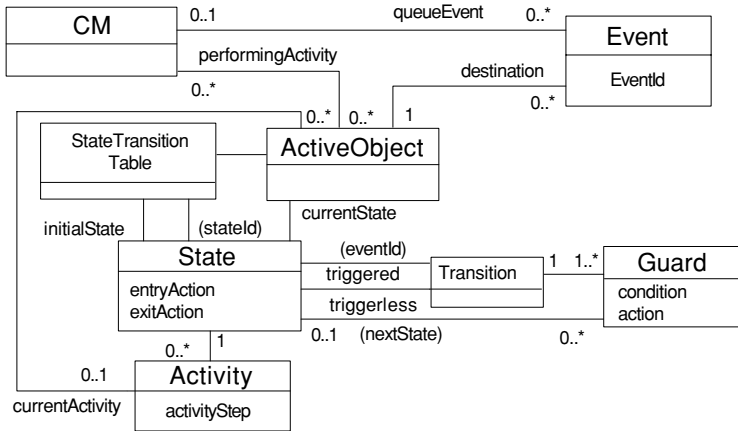 CM
0..1
queueEvent
0..*
Event
EventId
performingActivity
0..*
destination
0..*
0..*
0..*
1
StateTransition
Table
ActiveObject
initialState
(stateId)
currentState
State
entryAction
exitAction
(eventId)
triggered
triggerless
Transition
1
1..*
Guard
condition
action
0..1
(nextState)
0..*
1
0..*
0..1
Activity
activityStep
currentActivity